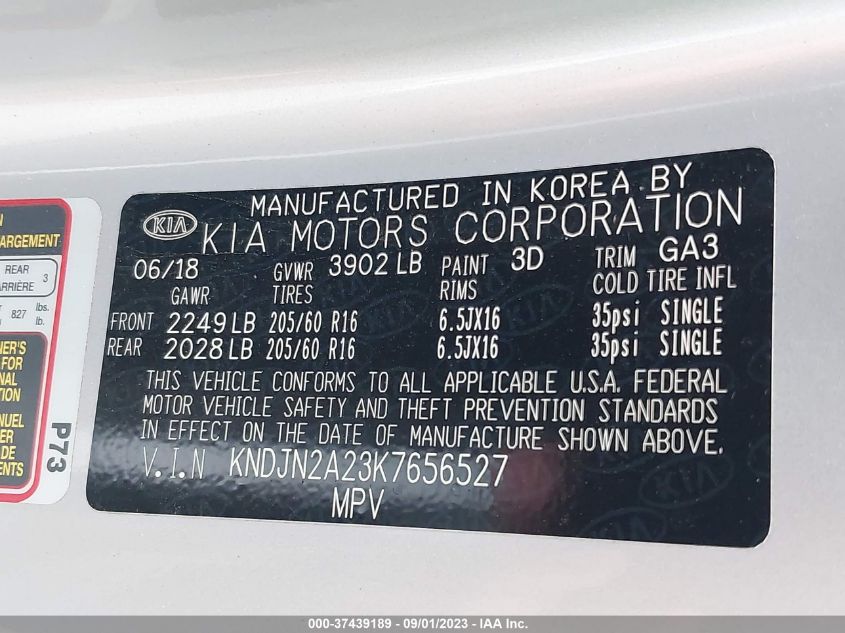 MANUFACTURED IN KOREA BY
KIA KIA MOTORS CORPORATION
06/18 GVWR 3902 LB PAINT 3D TRIM GA3
GAWR TIRES RIMS COLD TIRE INFL
FRONT 2249 LB 205/60 R16 6.5JX16 35psi SINGLE
REAR 2028 LB 205/60 R16 6.5JX16 35psi SINGLE
THIS VEHICLE CONFORMS TO ALL APPLICABLE U.S.A. FEDERAL
MOTOR VEHICLE SAFETY AND THEFT PREVENTION STANDARDS
IN EFFECT ON THE DATE OF MANUFACTURE SHOWN ABOVE.
V.I.N KNDJN2A23K7656527
MPV
REAR 3
827 lbs.
lb.
FOR
P73
000-37439189 - 09/01/2023 - IAA Inc.